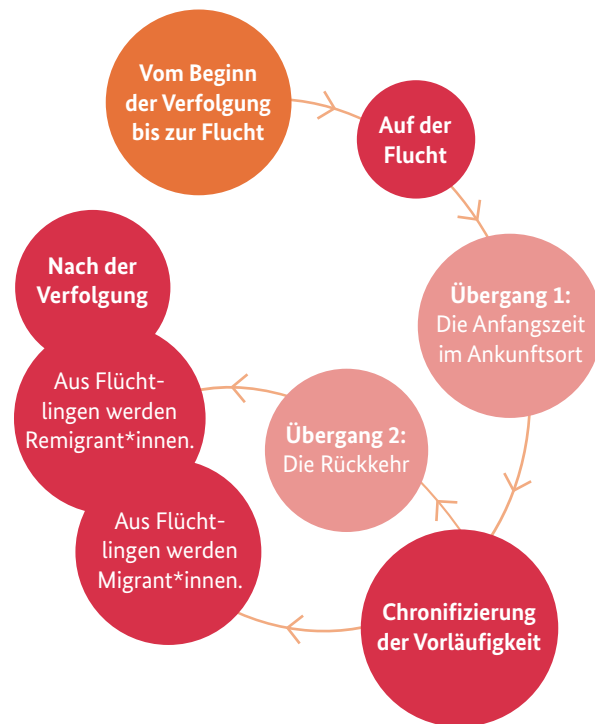 Vom Beginn
der Verfolgung
bis zur Flucht
Auf der
Flucht
Übergang 1:
Die Anfangszeit
im Ankunftsort
Chronifizierung
der Vorläufigkeit
Übergang 2:
Die Rückkehr
Nach der
Verfolgung
Aus Flücht-
lingen werden
Remigrant*innen.
Aus Flücht-
lingen werden
Migrant*innen.